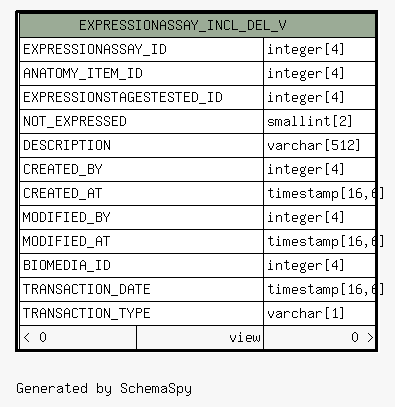 EXPRESSIONASSAY_INCL_DEL_V
EXPRESSIONASSAY_ID integer[4]
ANATOMY_ITEM_ID integer[4]
EXPRESSIONSTAGESTESTED_ID integer[4]
NOT_EXPRESSED smallint[2]
DESCRIPTION varchar[512]
CREATED_BY integer[4]
CREATED_AT timestamp[16,6]
MODIFIED_BY integer[4]
MODIFIED_AT timestamp[16,6]
BIOMEDIA_ID integer[4]
TRANSACTION_DATE timestamp[16,6]
TRANSACTION_TYPE varchar[1]
< 0 view 0 >
Generated by SchemaSpy